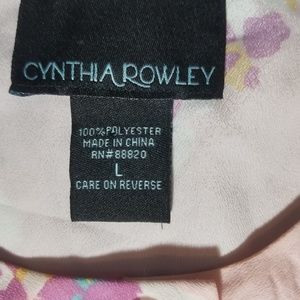 CYNTHIA ROWLEY
100% POLYESTER
MADE IN CHINA
RN#88820
L
CARE ON REVERSE